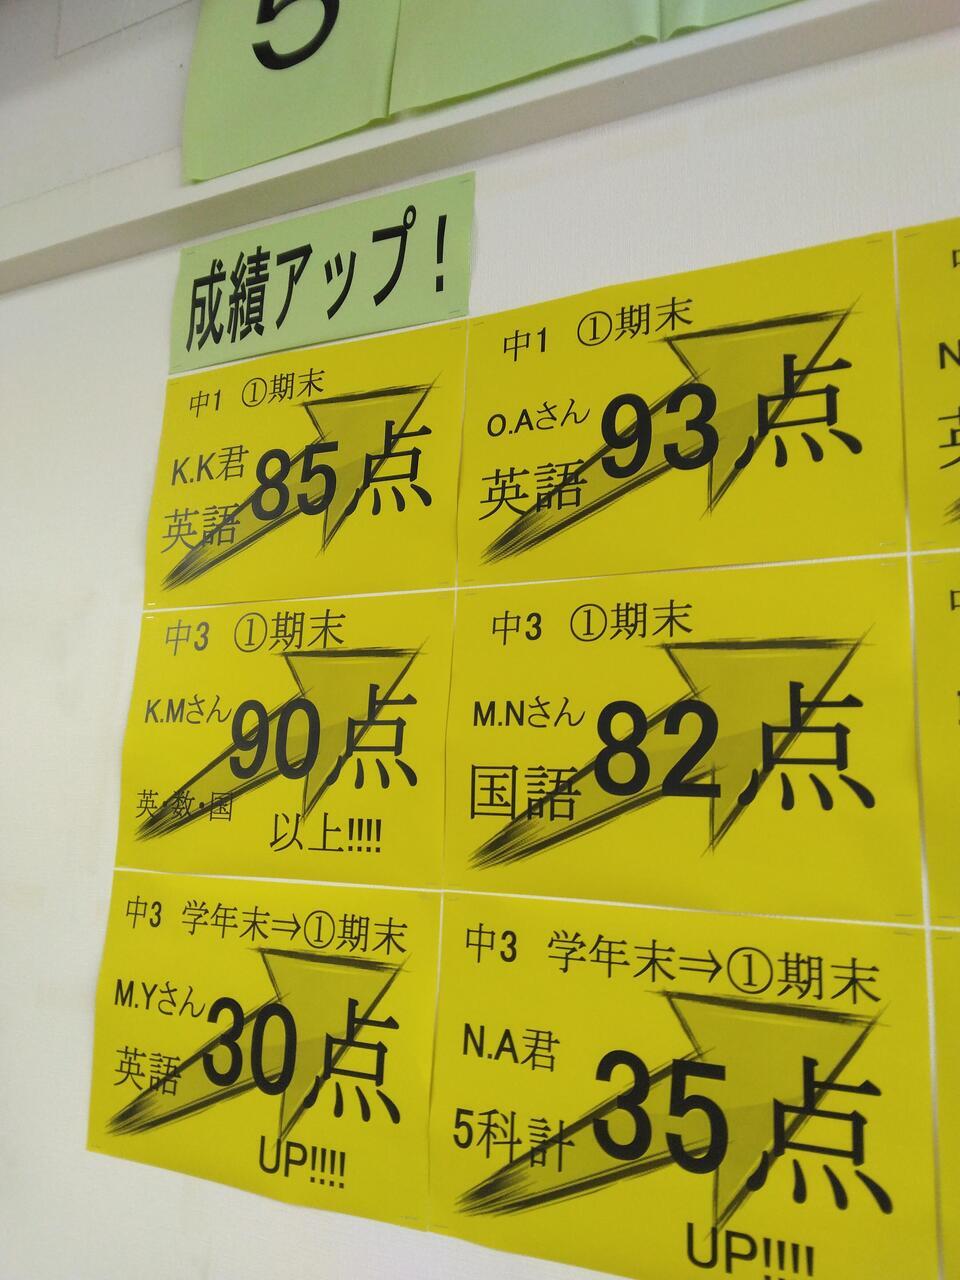 5
成績アップ!
中1 ①期末
K.K君 85点
英語
中1 ①期末
O.Aさん 93点
英語
中3 ①期末
K.Mさん 90点
英・数・国 以上!!!!
中3 ①期末
M.Nさん 82点
国語
中3 学年末⇒①期末
M.Yさん 30点
英語
UP!!!!
中3 学年末⇒①期末
N.A君 35点
5科計
UP!!!!